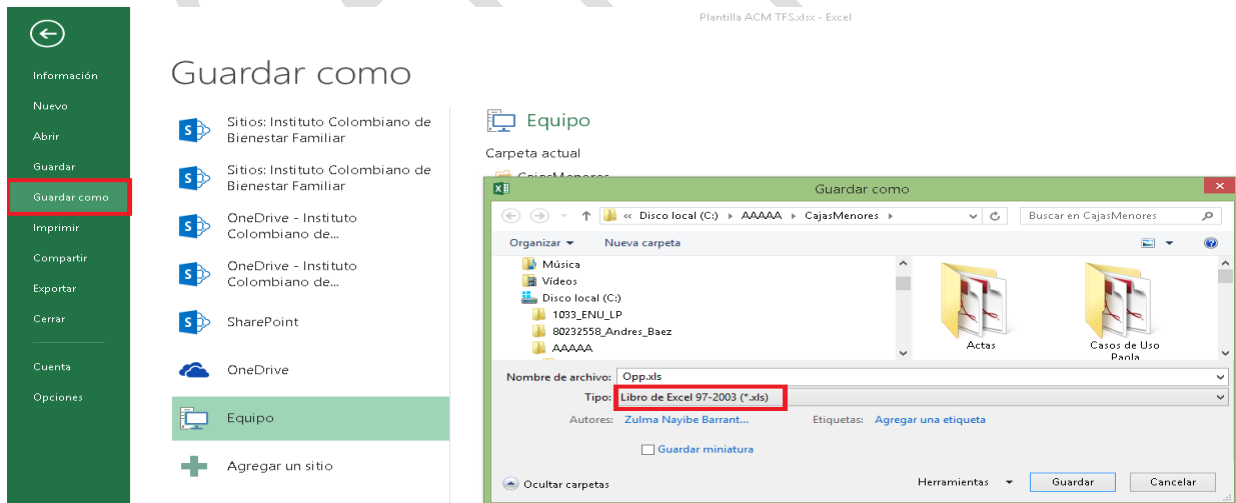 Plantilla ACM TFS.xlsx - Excel
Información
Nuevo
Abrir
Guardar
Guardar como
Imprimir
Compartir
Exportar
Cerrar
Cuenta
Opciones
Guardar como
Sitios: Instituto Colombiano de
Bienestar Familiar
Sitios: Instituto Colombiano de
Bienestar Familiar
OneDrive - Instituto
Colombiano de...
OneDrive - Instituto
Colombiano de...
SharePoint
OneDrive
Equipo
Agregar un sitio
Equipo
Carpeta actual
CajasMenores
Guardar como
« Disco local (C:) ▸ AAAAA ▸ CajasMenores ▸
Buscar en CajasMenores
Organizar
Nueva carpeta
Música
Vídeos
Disco local (C:)
1033_ENU_LP
80232558_Andres_Baez
AAAAA
Actas
Casos de Uso
Paola
Nombre de archivo: Opp.xls
Tipo: Libro de Excel 97-2003 (*.xls)
Autores: Zulma Nayibe Barrant...
Etiquetas: Agregar una etiqueta
Guardar miniatura
Ocultar carpetas
Herramientas
Guardar
Cancelar